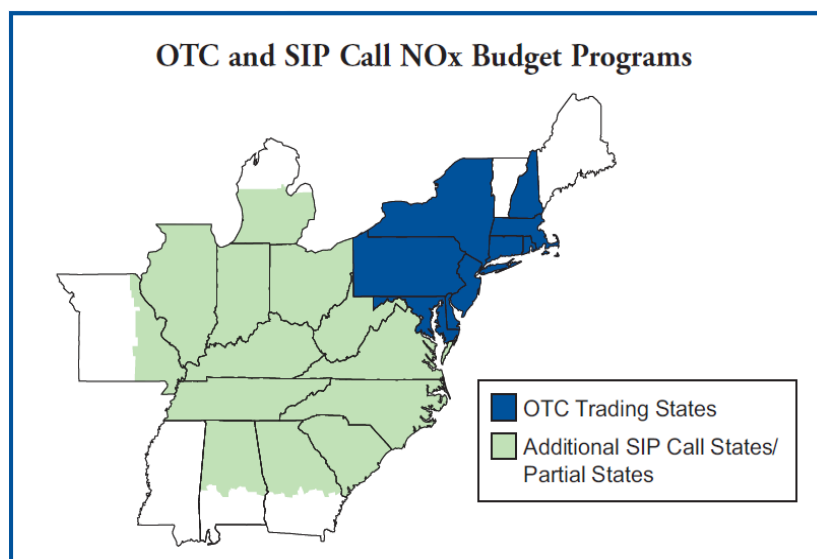 OTC and SIP Call NOx Budget Programs
OTC Trading States
Additional SIP Call States/
Partial States